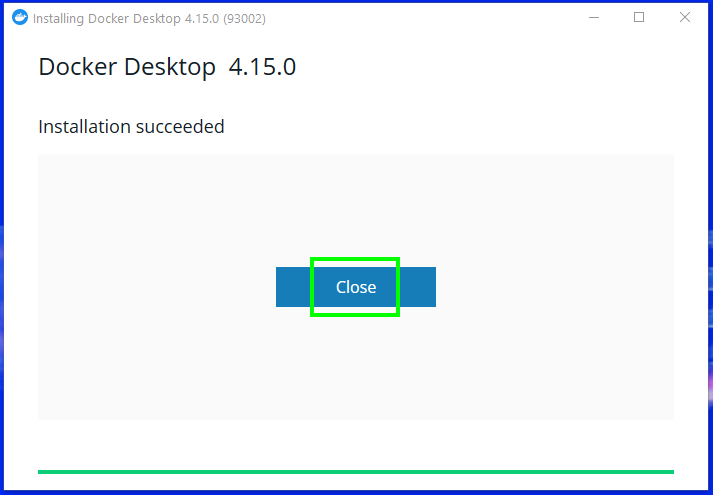 Installing Docker Desktop 4.15.0 (93002)
Docker Desktop 4.15.0
Installation succeeded
Close